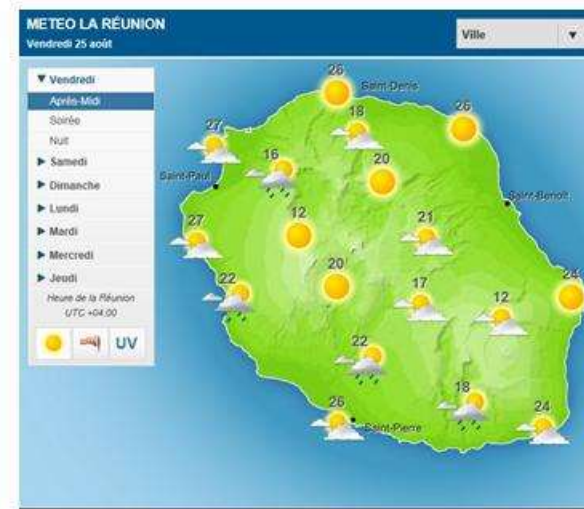 METEO LA RÉUNION
Vendredi 25 août
Ville
Vendredi
Après-Midi
Soirée
Nuit
Samedi
Dimanche
Lundi
Mardi
Mercredi
Jeudi
Heure de la Réunion
UTC +04:00
UV
26
Saint-Denis
18
26
27
16
20
Saint-Paul
Saint-Benoît
12
21
27
20
24
22
17
12
22
18
26
Saint-Pierre
24